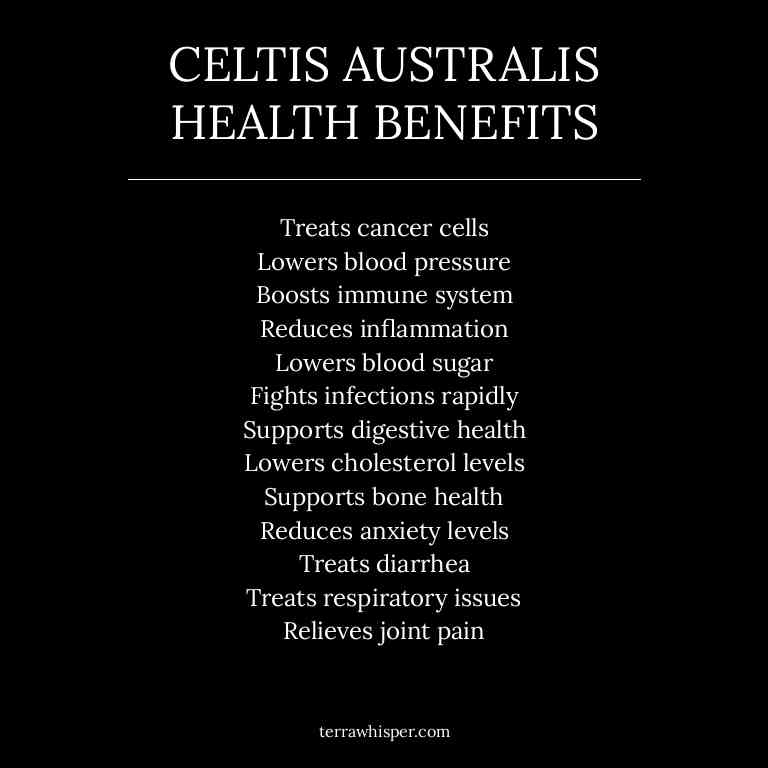 CELTIS AUSTRALIS
HEALTH BENEFITS
Treats cancer cells
Lowers blood pressure
Boosts immune system
Reduces inflammation
Lowers blood sugar
Fights infections rapidly
Supports digestive health
Lowers cholesterol levels
Supports bone health
Reduces anxiety levels
Treats diarrhea
Treats respiratory issues
Relieves joint pain
terrawhisper.com